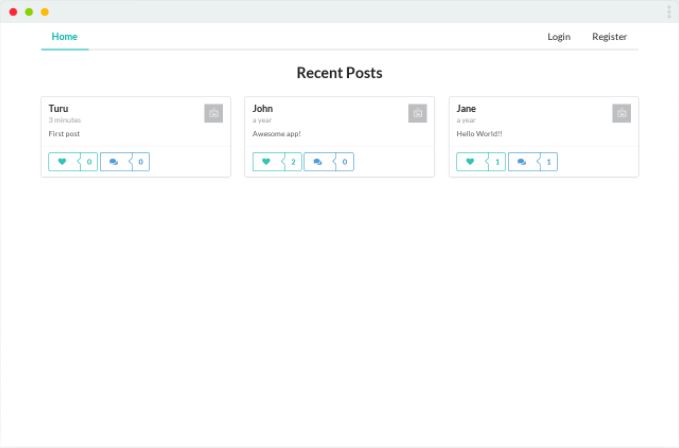 Home
Login
Register
Recent Posts
Turu
3 minutes
First post
0
0
John
a year
Awesome app!
2
0
Jane
a year
Hello World!!
1
1